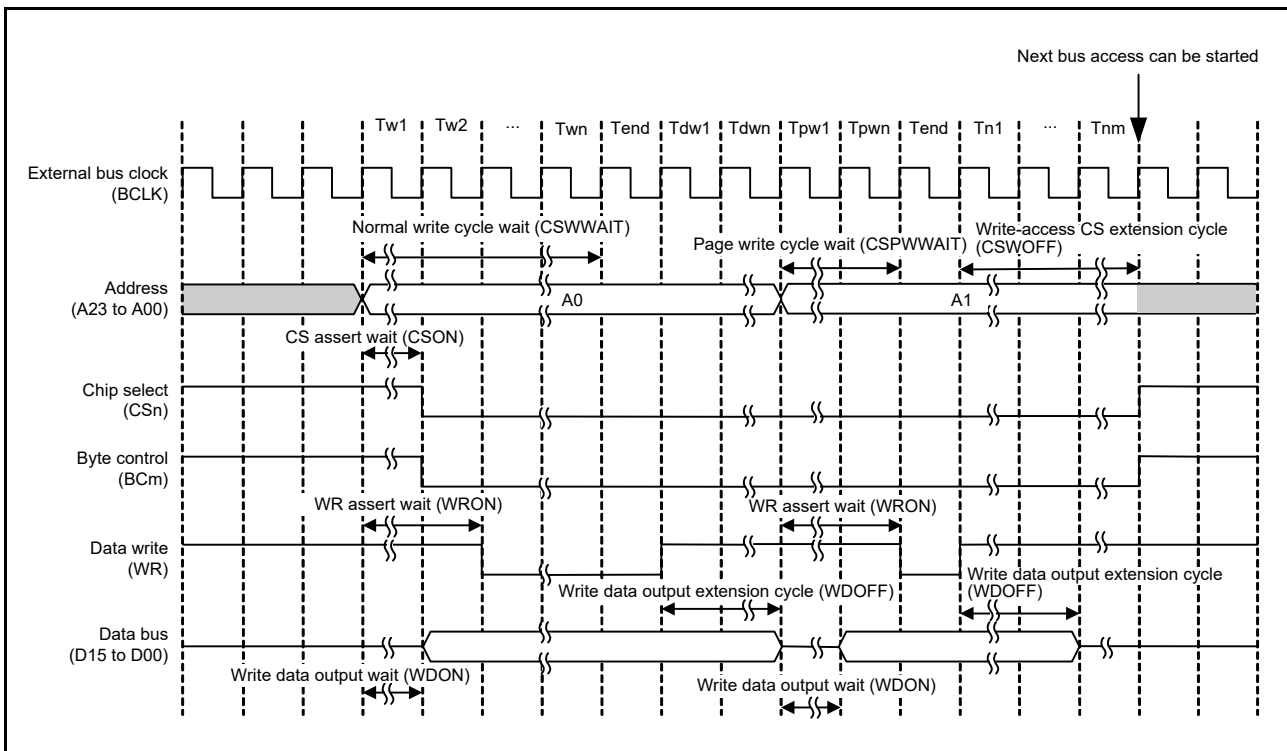 Next bus access can be started
Tw1 Tw2 ... Twn Tend Tdw1 Tdwn Tpw1 Tpwn Tend Tn1 ... Tnm
External bus clock
(BCLK)
Normal write cycle wait (CSWWAIT)
Page write cycle wait (CSPWWAIT)
Write-access CS extension cycle
(CSWOFF)
Address
(A23 to A00)
A0
A1
CS assert wait (CSON)
Chip select
(CSn)
Byte control
(BCm)
WR assert wait (WRON)
WR assert wait (WRON)
Data write
(WR)
Write data output extension cycle (WDOFF)
Write data output extension cycle
(WDOFF)
Data bus
(D15 to D00)
Write data output wait (WDON)
Write data output wait (WDON)